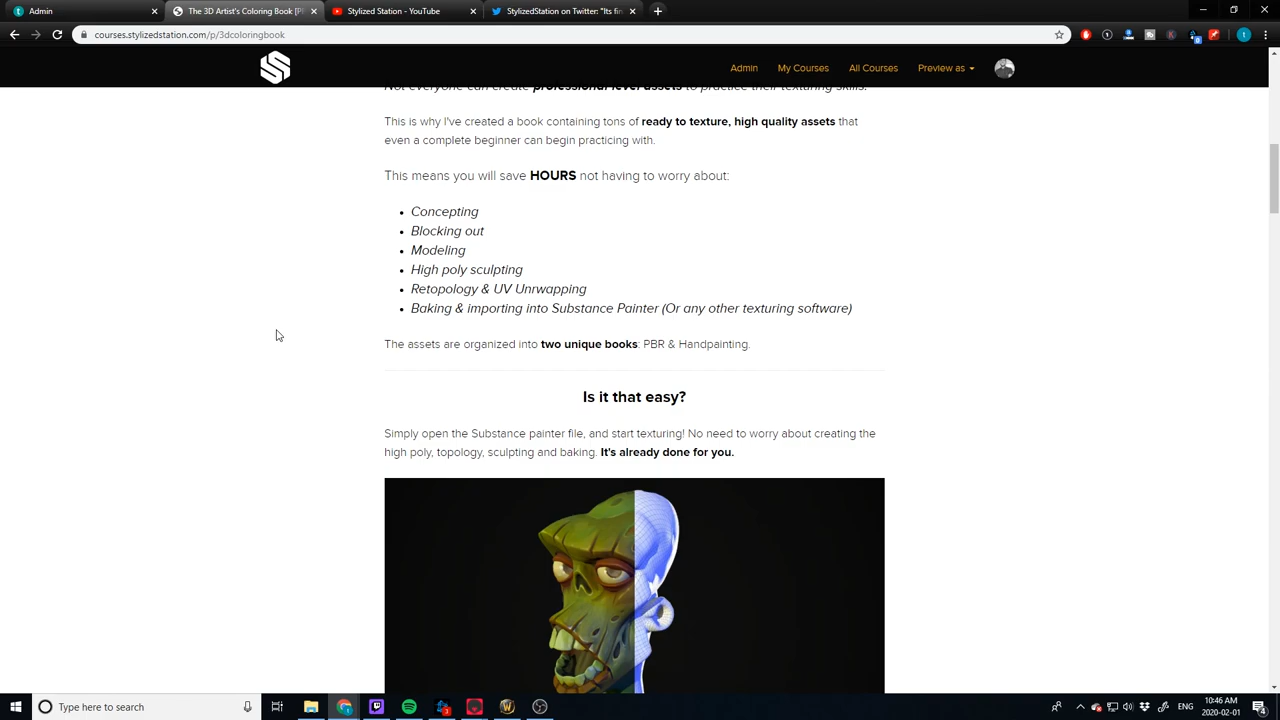 Admin
The 3D Artist's Coloring Book [P
Stylized Station - YouTube
StylizedStation on Twitter: "Its fin
courses.stylizedstation.com/p/3dcoloringbook
Admin
My Courses
All Courses
Preview as
Not everyone can create professional level assets to practice their texturing skills.
This is why I've created a book containing tons of ready to texture, high quality assets that
even a complete beginner can begin practicing with.
This means you will save HOURS not having to worry about:
• Concepting
• Blocking out
• Modeling
• High poly sculpting
• Retopology & UV Unrwapping
• Baking & importing into Substance Painter (Or any other texturing software)
The assets are organized into two unique books: PBR & Handpainting.
Is it that easy?
Simply open the Substance painter file, and start texturing! No need to worry about creating the
high poly, topology, sculpting and baking. It's already done for you.
Type here to search
ENG
10:46 AM
2020-02-01